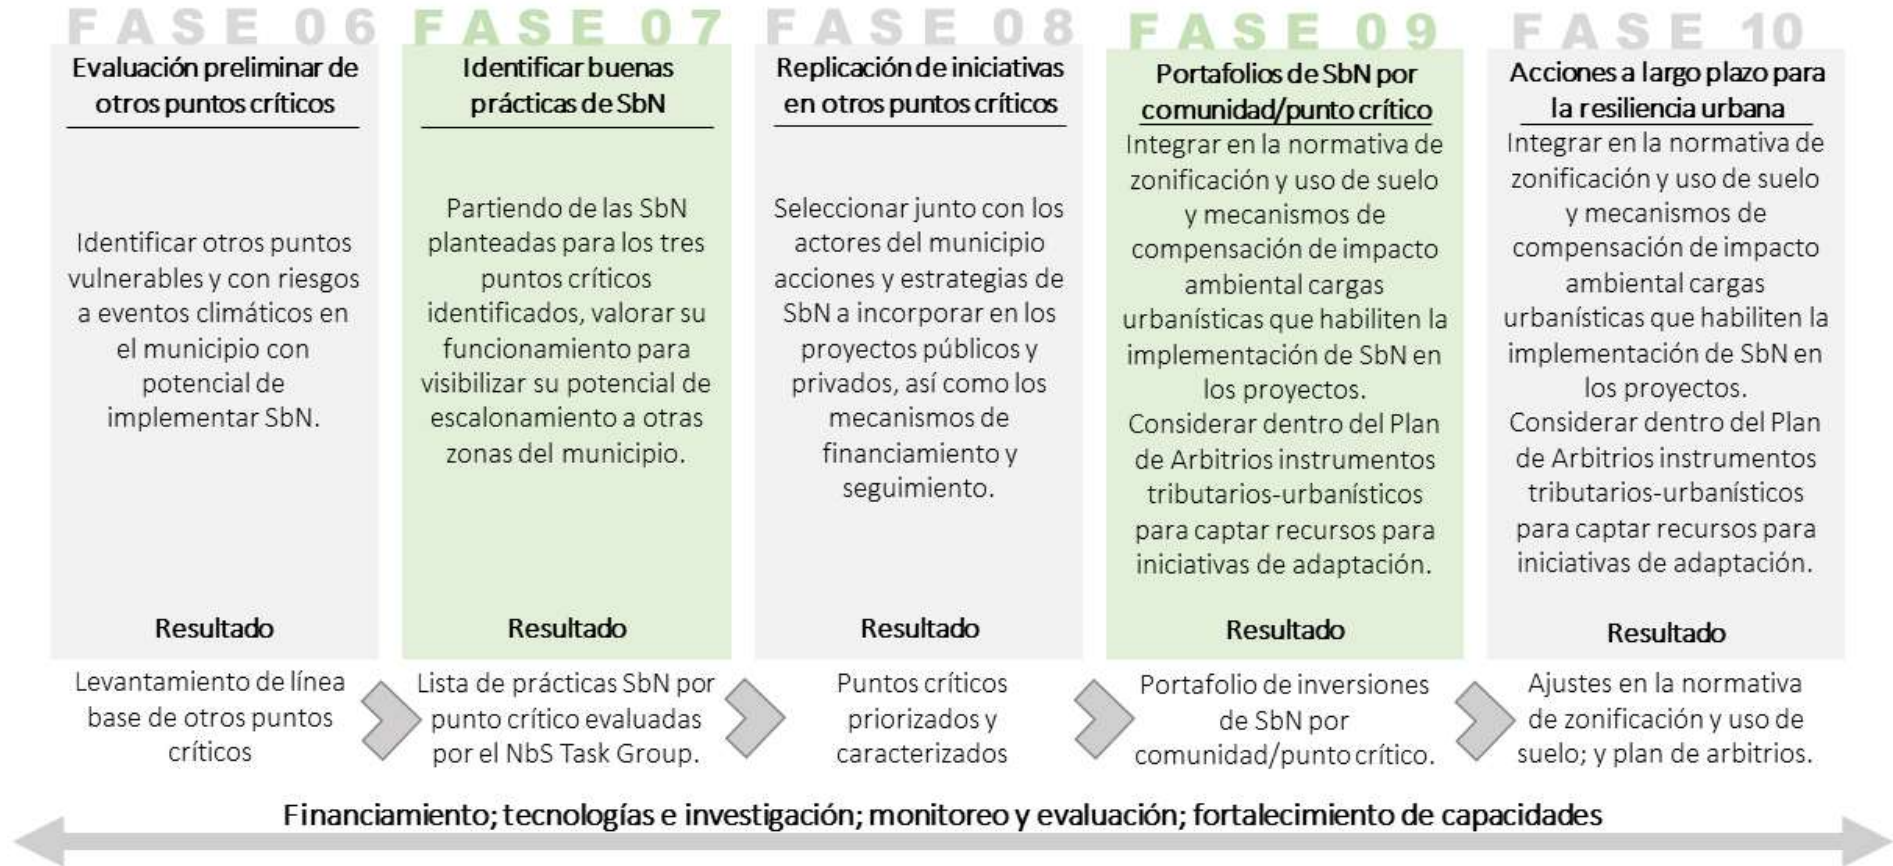 FASE 06
Evaluación preliminar de
otros puntos críticos
Identificar otros puntos
vulnerables y con riesgos
a eventos climáticos en
el municipio con
potencial de
implementar SbN.
Resultado
Levantamiento de línea
base de otros puntos
críticos
FASE 07
Identificar buenas
prácticas de SbN
Partiendo de las SbN
planteadas para los tres
puntos críticos
identificados, valorar su
funcionamiento para
visibilizar su potencial de
escalonamiento a otras
zonas del municipio.
Resultado
Lista de prácticas SbN por
punto crítico evaluadas
por el NbS Task Group.
FASE 08
Replicación de iniciativas
en otros puntos críticos
Seleccionar junto con los
actores del municipio
acciones y estrategias de
SbN a incorporar en los
proyectos públicos y
privados, así como los
mecanismos de
financiamiento y
seguimiento.
Resultado
Puntos críticos
priorizados y
caracterizados
FASE 09
Portafolios de SbN por
comunidad/punto crítico
Integrar en la normativa de
zonificación y uso de suelo
y mecanismos de
compensación de impacto
ambiental cargas
urbanísticas que habiliten la
implementación de SbN en
los proyectos.
Considerar dentro del Plan
de Arbitrios instrumentos
tributarios-urbanísticos
para captar recursos para
iniciativas de adaptación.
Resultado
Portafolio de inversiones
de SbN por
comunidad/punto crítico.
FASE 10
Acciones a largo plazo para
la resiliencia urbana
Integrar en la normativa de
zonificación y uso de suelo
y mecanismos de
compensación de impacto
ambiental cargas
urbanísticas que habiliten la
implementación de SbN en
los proyectos.
Considerar dentro del Plan
de Arbitrios instrumentos
tributarios-urbanísticos
para captar recursos para
iniciativas de adaptación.
Resultado
Ajustes en la normativa
de zonificación y uso de
suelo; y plan de arbitrios.
Financiamiento; tecnologías e investigación; monitoreo y evaluación; fortalecimiento de capacidades